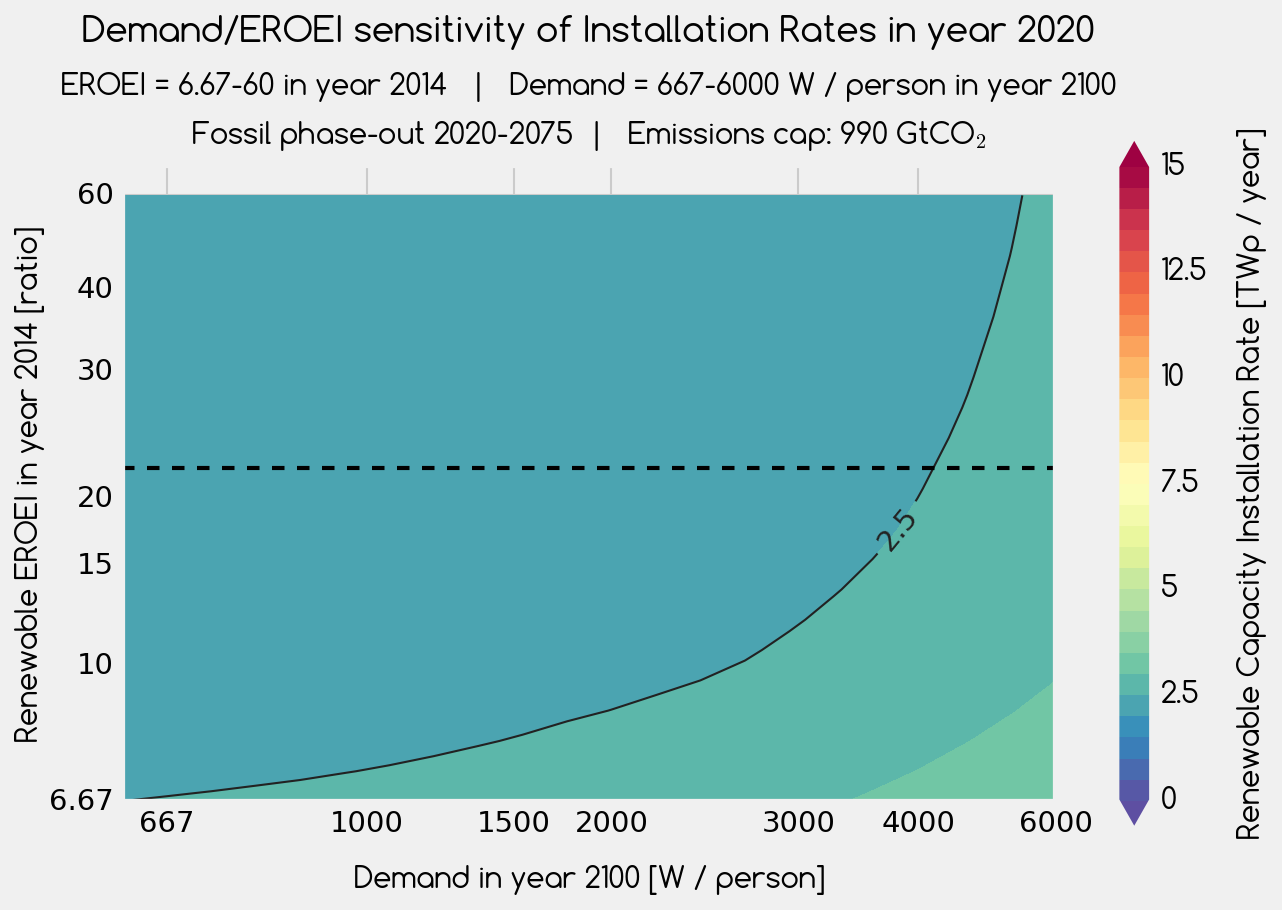 Demand/EROEI sensitivity of Installation Rates in year 2020
EROEI = 6.67-60 in year 2014 | Demand = 667-6000 W / person in year 2100
Fossil phase-out 2020-2075 | Emissions cap: 990 GtCO₂
Renewable EROEI in year 2014 [ratio]
60
40
30
20
15
10
6.67
2.5
667 1000 1500 2000 3000 4000 6000
Demand in year 2100 [W / person]
15
12.5
10
7.5
5
2.5
0
Renewable Capacity Installation Rate [TWp / year]